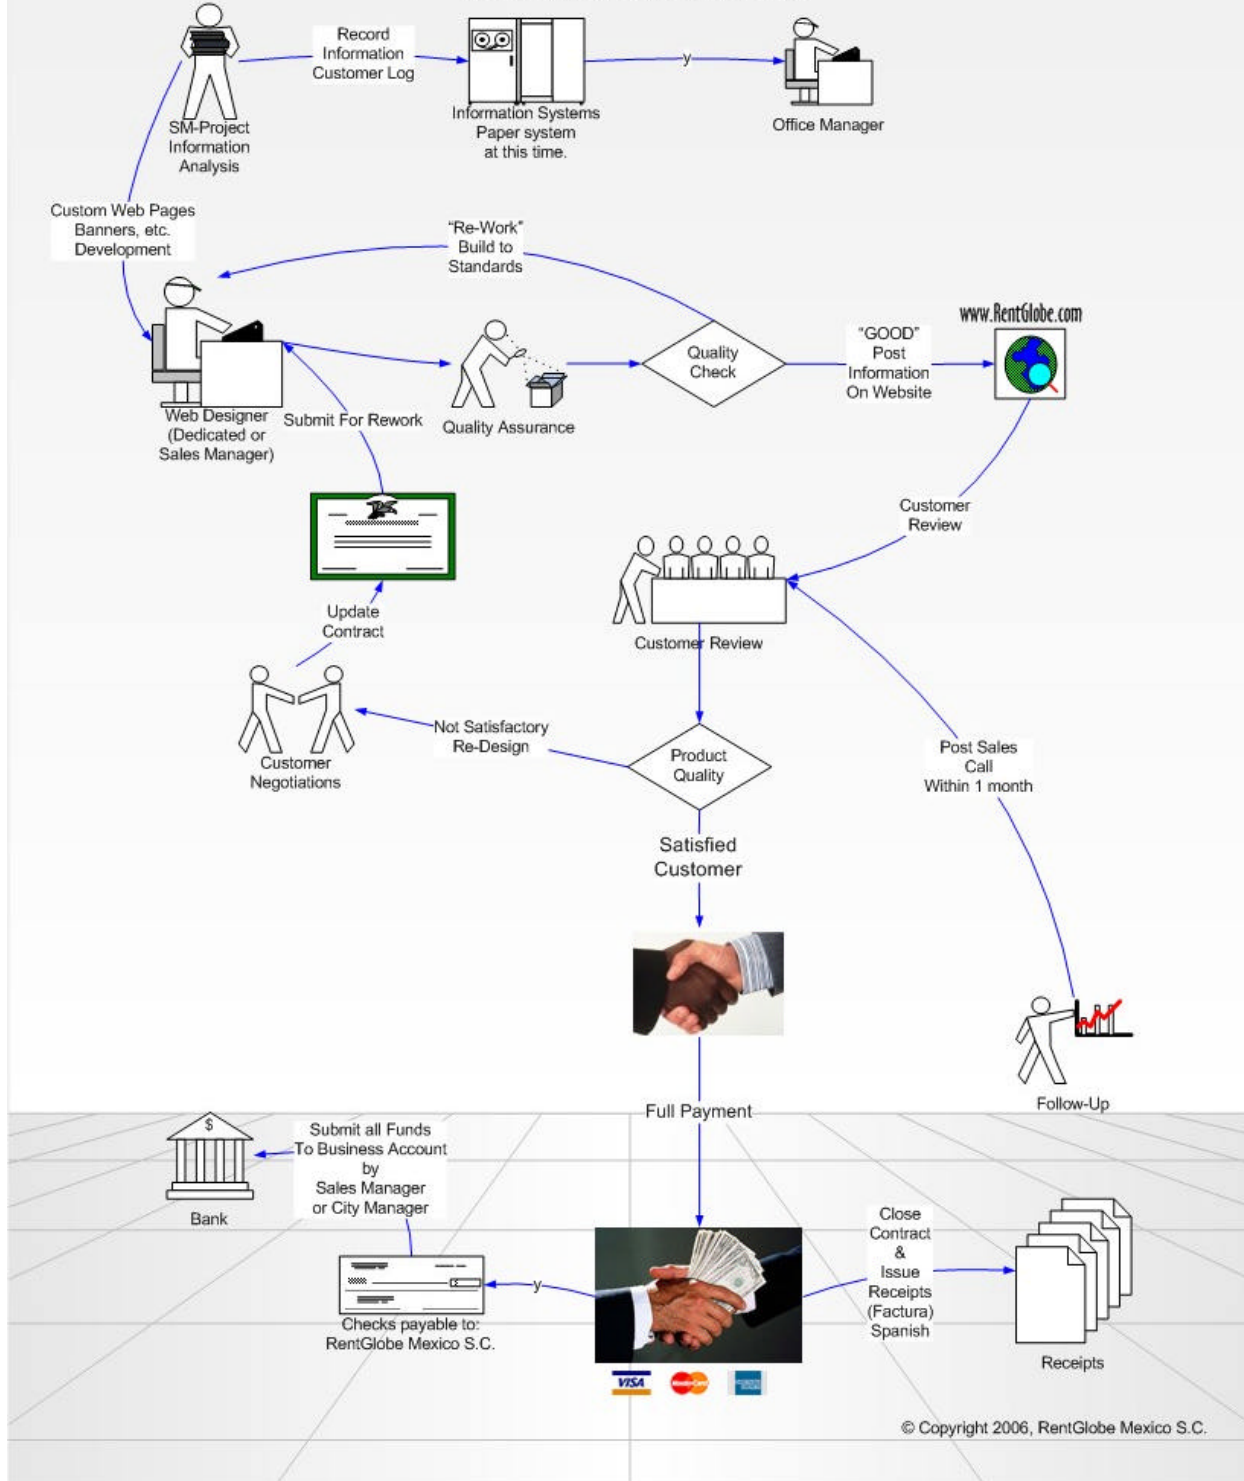 Record
Information
Customer Log
y
SM-Project
Information
Analysis
Information Systems
Paper system
at this time.
Office Manager
Custom Web Pages
Banners, etc.
Development
"Re-Work"
Build to
Standards
www.RentGlobe.com
Quality
Check
"GOOD"
Post
Information
On Website
Web Designer
(Dedicated or
Sales Manager)
Submit For Rework
Quality Assurance
Customer
Review
Update
Contract
Customer Review
Customer
Negotiations
Not Satisfactory
Re-Design
Product
Quality
Post Sales
Call
Within 1 month
Satisfied
Customer
Follow-Up
Full Payment
$
Bank
Submit all Funds
To Business Account
by
Sales Manager
or City Manager
Close
Contract
&
Issue
Receipts
(Factura)
Spanish
y
Checks payable to:
RentGlobe Mexico S.C.
Receipts
VISA
MasterCard
© Copyright 2006, RentGlobe Mexico S.C.